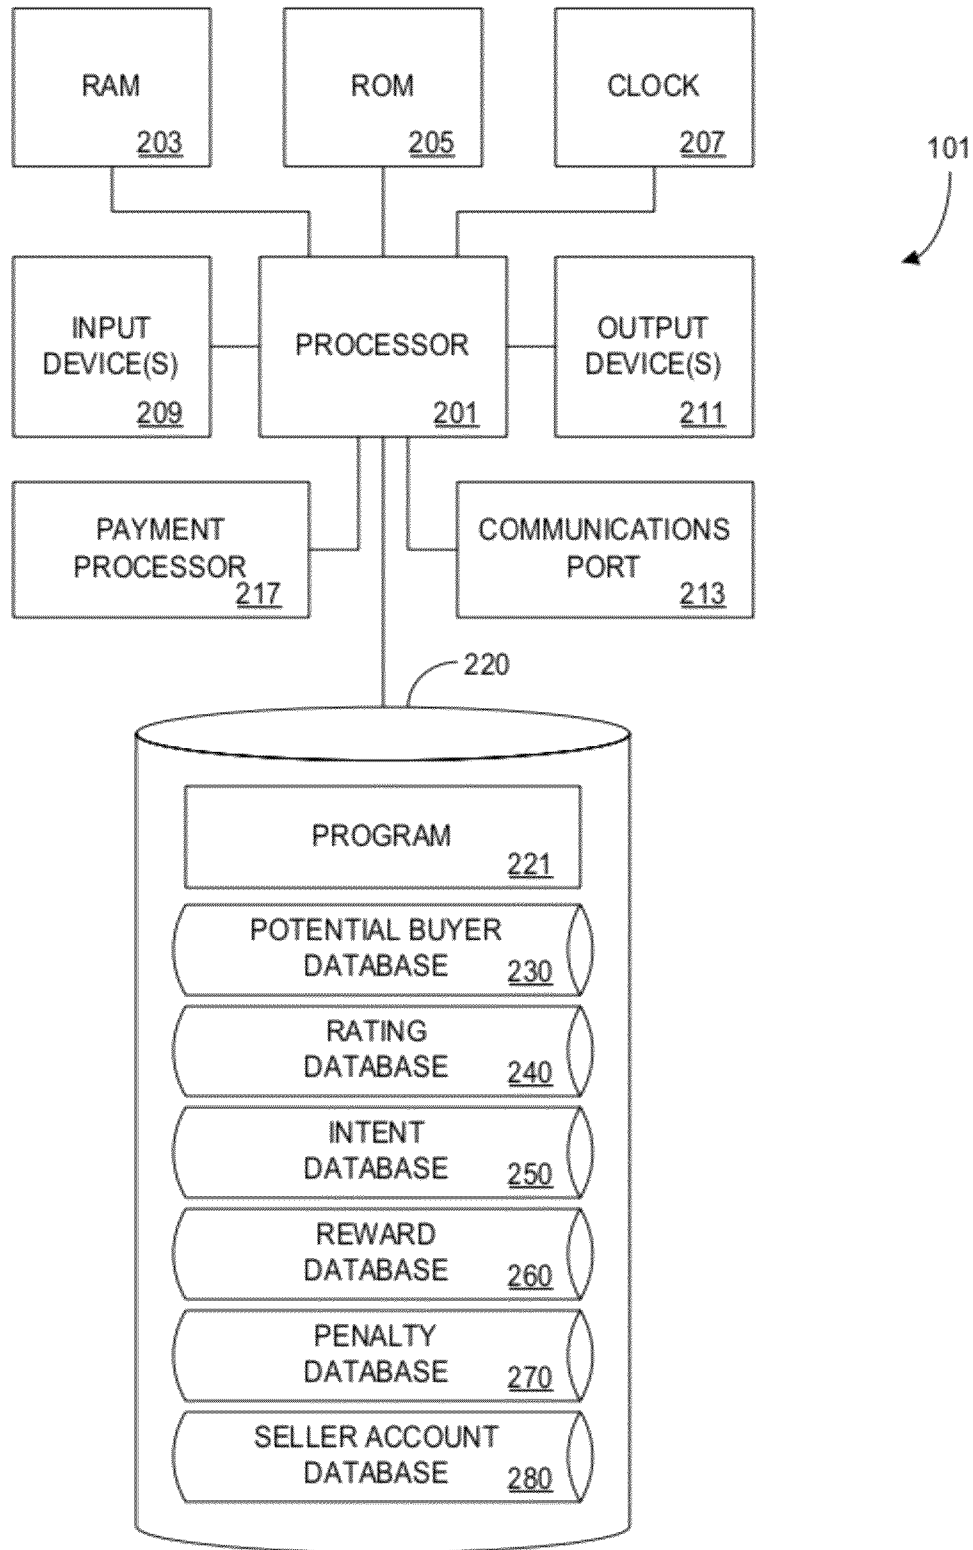 RAM
203
ROM
205
CLOCK
207
101
INPUT
DEVICE(S)
209
PROCESSOR
201
OUTPUT
DEVICE(S)
211
PAYMENT
PROCESSOR
217
COMMUNICATIONS
PORT
213
220
PROGRAM
221
POTENTIAL BUYER
DATABASE
230
RATING
DATABASE
240
INTENT
DATABASE
250
REWARD
DATABASE
260
PENALTY
DATABASE
270
SELLER ACCOUNT
DATABASE
280